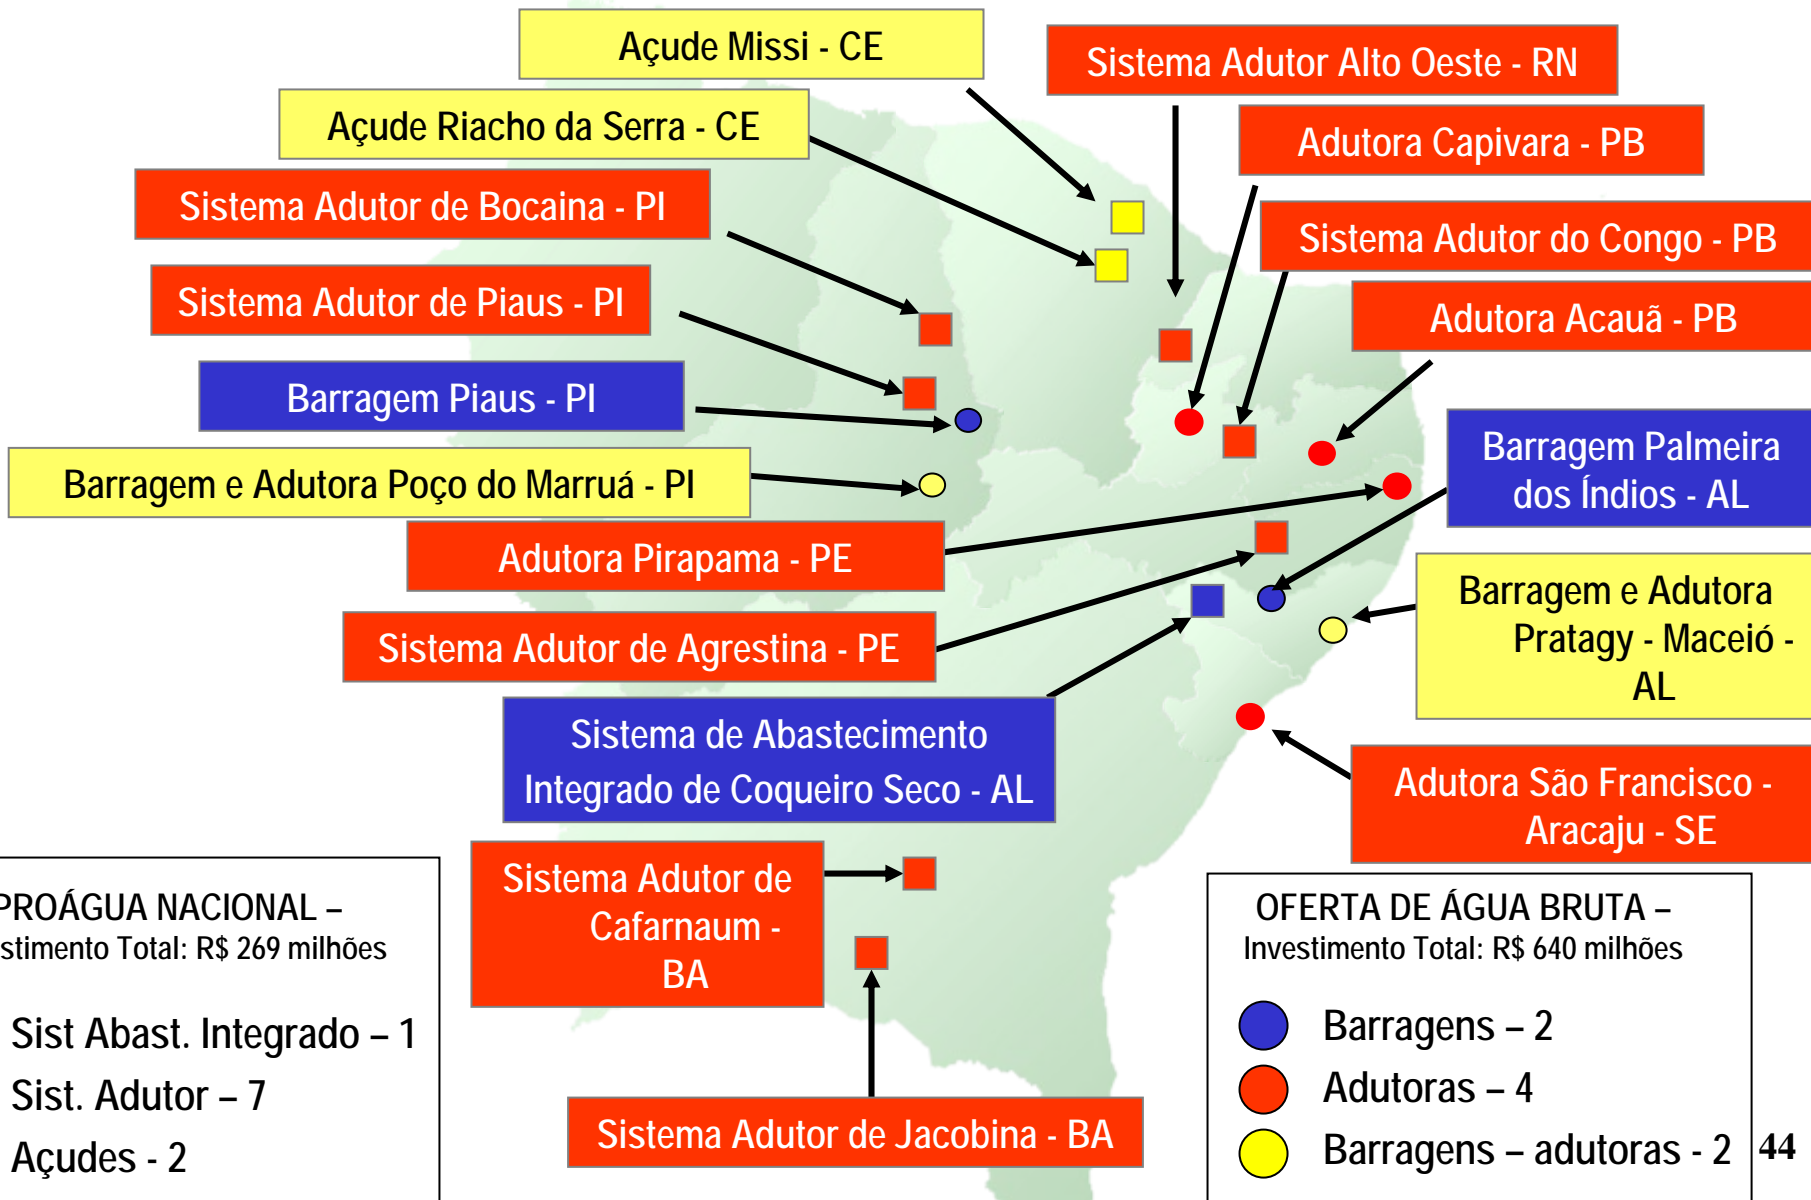 Açude Missi - CE
Sistema Adutor Alto Oeste - RN
Açude Riacho da Serra - CE
Adutora Capivara - PB
Sistema Adutor de Bocaina - PI
Sistema Adutor do Congo - PB
Sistema Adutor de Piaus - PI
Adutora Acauã - PB
Barragem Piaus - PI
Barragem Palmeira
dos Índios - AL
Barragem e Adutora Poço do Marruá - PI
Adutora Pirapama - PE
Barragem e Adutora
Pratagy - Maceió -
AL
Sistema Adutor de Agrestina - PE
Sistema de Abastecimento
Integrado de Coqueiro Seco - AL
Adutora São Francisco -
Aracaju - SE
Sistema Adutor de
Cafarnaum -
BA
Sistema Adutor de Jacobina - BA
PROÁGUA NACIONAL –
stimento Total: R$ 269 milhões
Sist Abast. Integrado – 1
Sist. Adutor – 7
Açudes - 2
OFERTA DE ÁGUA BRUTA –
Investimento Total: R$ 640 milhões
Barragens – 2
Adutoras – 4
Barragens – adutoras - 2
44